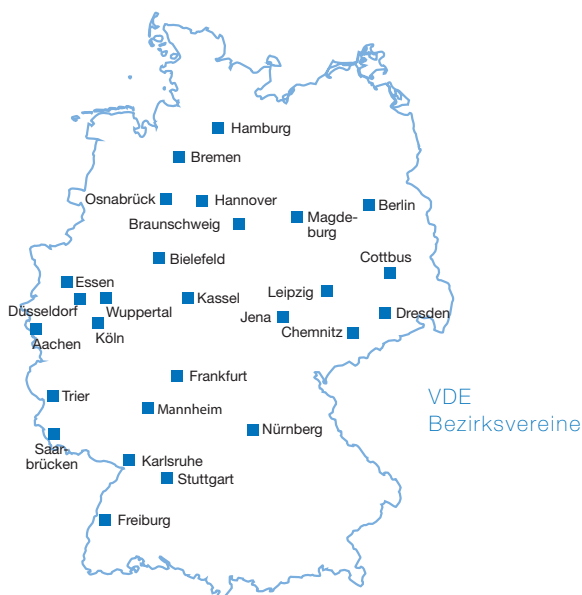 Hamburg
Bremen
Osnabrück
Hannover
Berlin
Braunschweig
Magde-
burg
Bielefeld
Cottbus
Essen
Leipzig
Kassel
Düsseldorf
Wuppertal
Jena
Dresden
Chemnitz
Köln
Aachen
Frankfurt
Trier
Mannheim
VDE
Bezirksvereine
Nürnberg
Saar-
brücken
Karlsruhe
Stuttgart
Freiburg